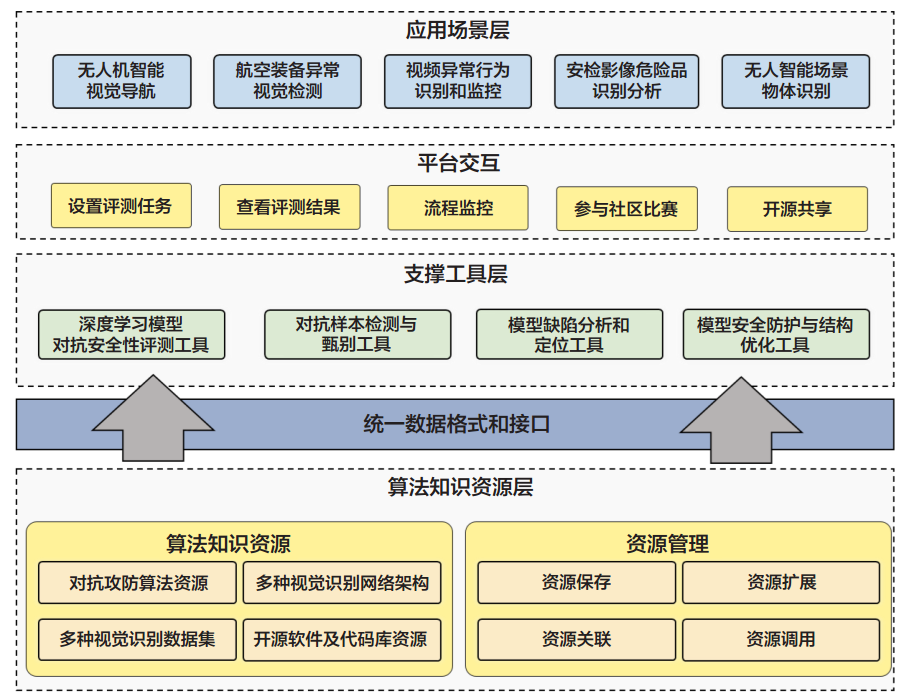 应用场景层
无人机智能
视觉导航
航空装备异常
视觉检测
视频异常行为
识别和监控
安检影像危险品
识别分析
无人智能场景
物体识别
平台交互
设置评测任务
查看评测结果
流程监控
参与社区比赛
开源共享
支撑工具层
深度学习模型
对抗安全性评测工具
对抗样本检测与
甄别工具
模型缺陷分析和
定位工具
模型安全防护与结构
优化工具
统一数据格式和接口
算法知识资源层
算法知识资源
对抗攻防算法资源
多种视觉识别网络架构
多种视觉识别数据集
开源软件及代码库资源
资源管理
资源保存
资源扩展
资源关联
资源调用